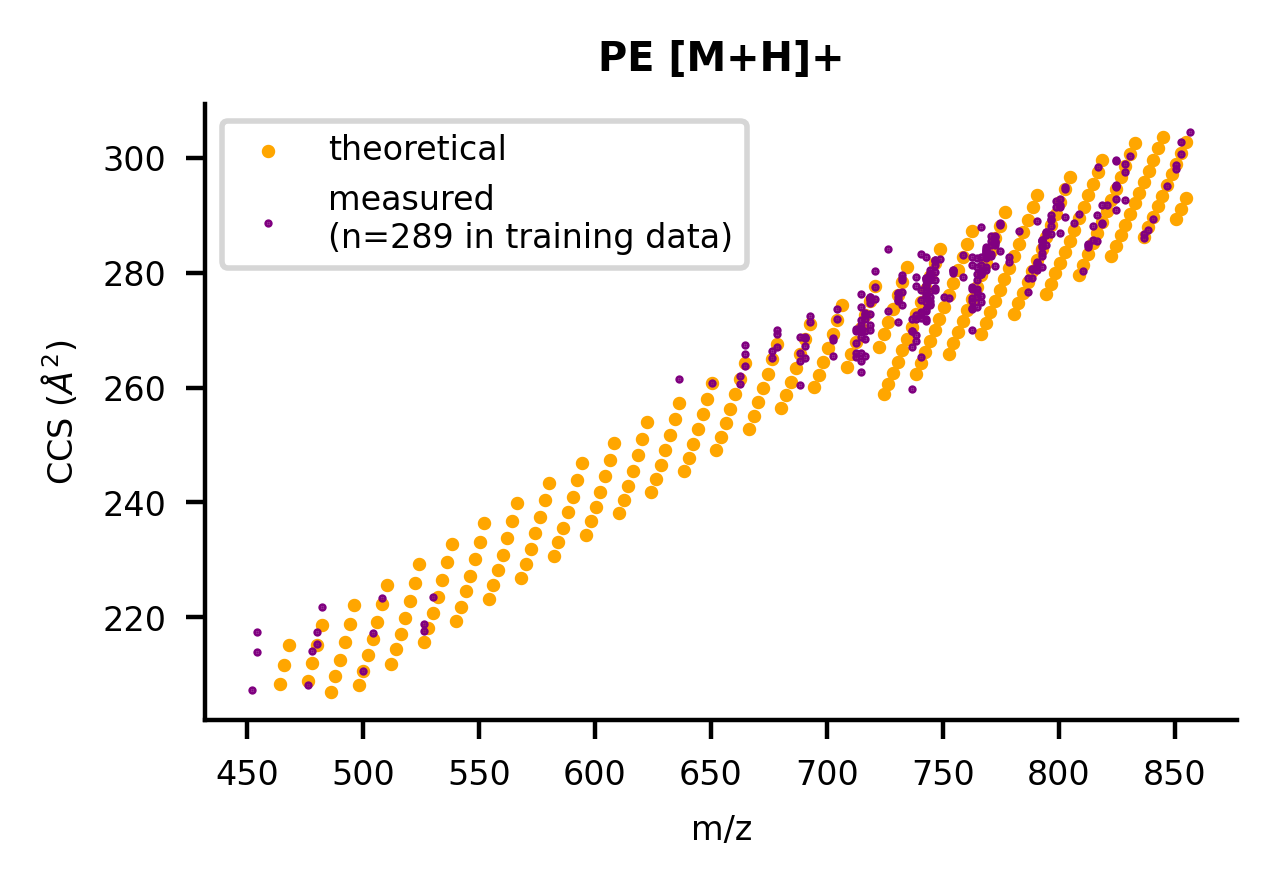 PE [M+H]+
theoretical
measured
(n=289 in training data)
CCS (Å²)
300
280
260
240
220
450 500 550 600 650 700 750 800 850
m/z